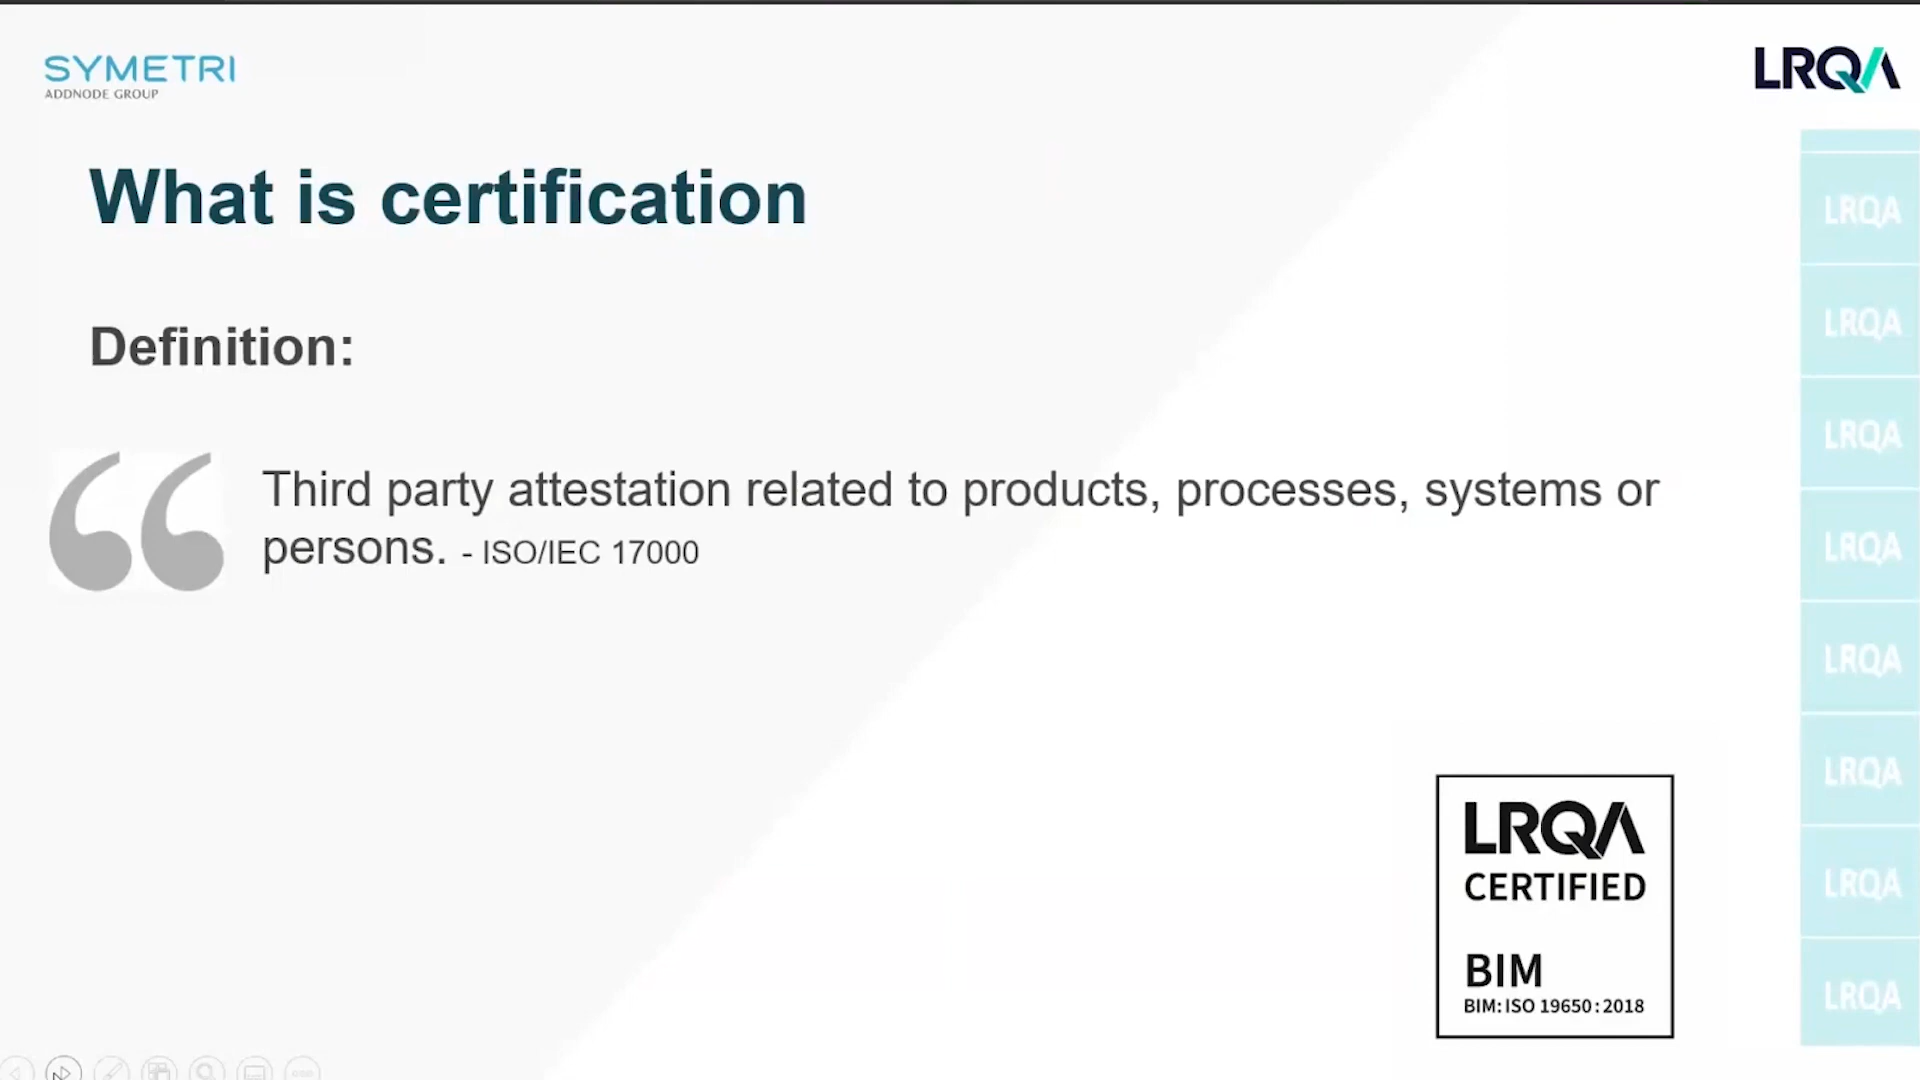 SYMETRI
ADDNODE GROUP
LRQA
What is certification
Definition:
Third party attestation related to products, processes, systems or
persons. - ISO/IEC 17000
LRQA
CERTIFIED
BIM
BIM: ISO 19650:2018
LRQA
LRQA
LRQA
LRQA
LRQA
LRQA
LRQA
LRQA